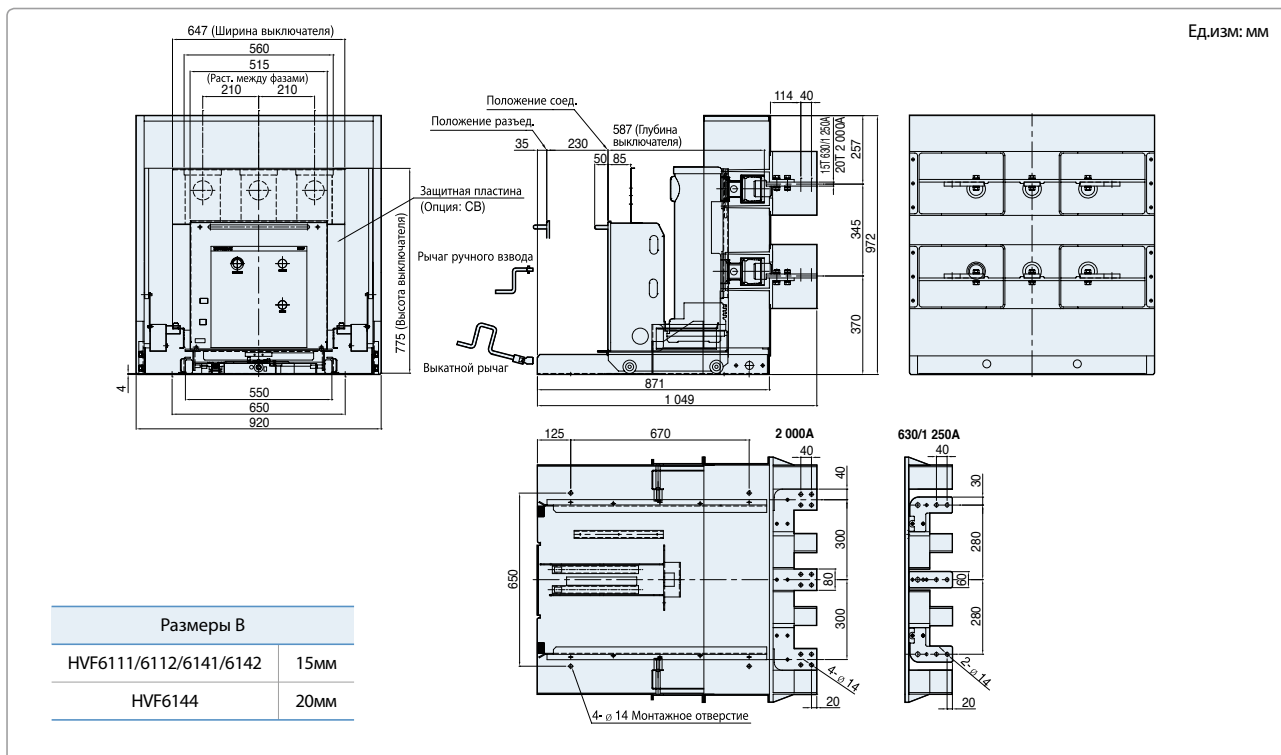 Ед.изм: мм
647 (Ширина выключателя)
560
515
(Раст. между фазами)
210
210
Защитная пластина
(Опция: СВ)
775 (Высота выключателя)
4
550
650
920
Положение соед.
Положение разъед.
587 (Глубина
выключателя)
35
230
50
85
114
40
15T 630/1 250A
20T 2 000A
257
345
972
370
Рычаг ручного взвода
Выкатной рычаг
871
1 049
125
670
2 000A
40
40
650
300
80
300
4- ø 14
20
4- ø 14 Монтажное отверстие
630/1 250A
40
30
280
60
280
2- ø 14
20
Размеры В
HVF6111/6112/6141/6142
15мм
HVF6144
20мм